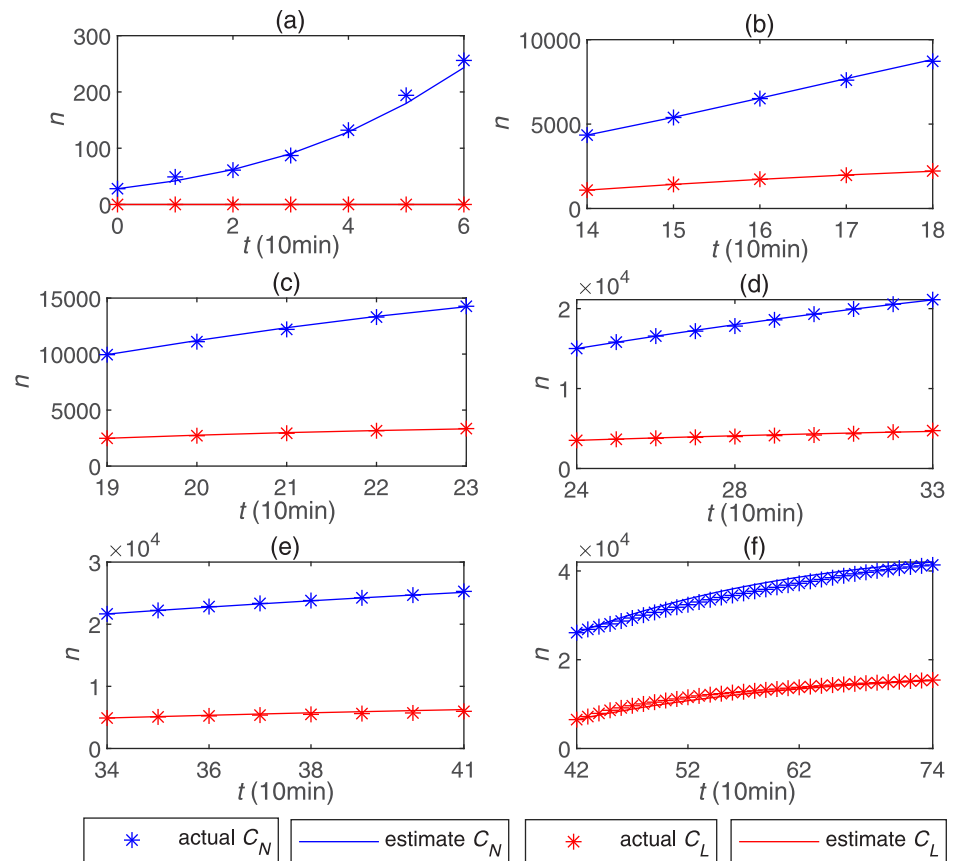 (a)
300
200
100
0
n
0 2 4 6
t (10min)
(b)
10000
5000
0
n
14 15 16 17 18
t (10min)
(c)
15000
10000
5000
0
n
19 20 21 22 23
t (10min)
(d)
×10^4
2
1
0
n
24 28 33
t (10min)
(e)
×10^4
3
2
1
0
n
34 36 38 41
t (10min)
(f)
×10^4
4
2
0
n
42 52 62 74
t (10min)
actual C_N estimate C_N actual C_L estimate C_L